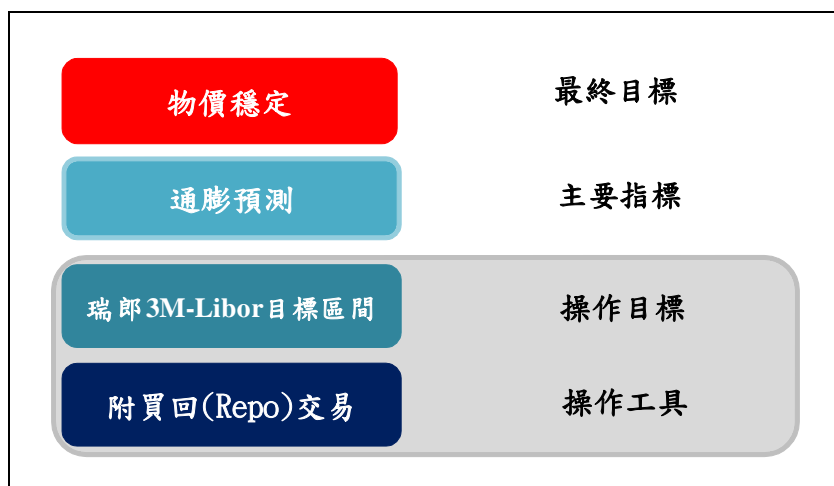 物價穩定 最終目標
通膨預測 主要指標
瑞郎3M-Libor目標區間 操作目標
附買回(Repo)交易 操作工具